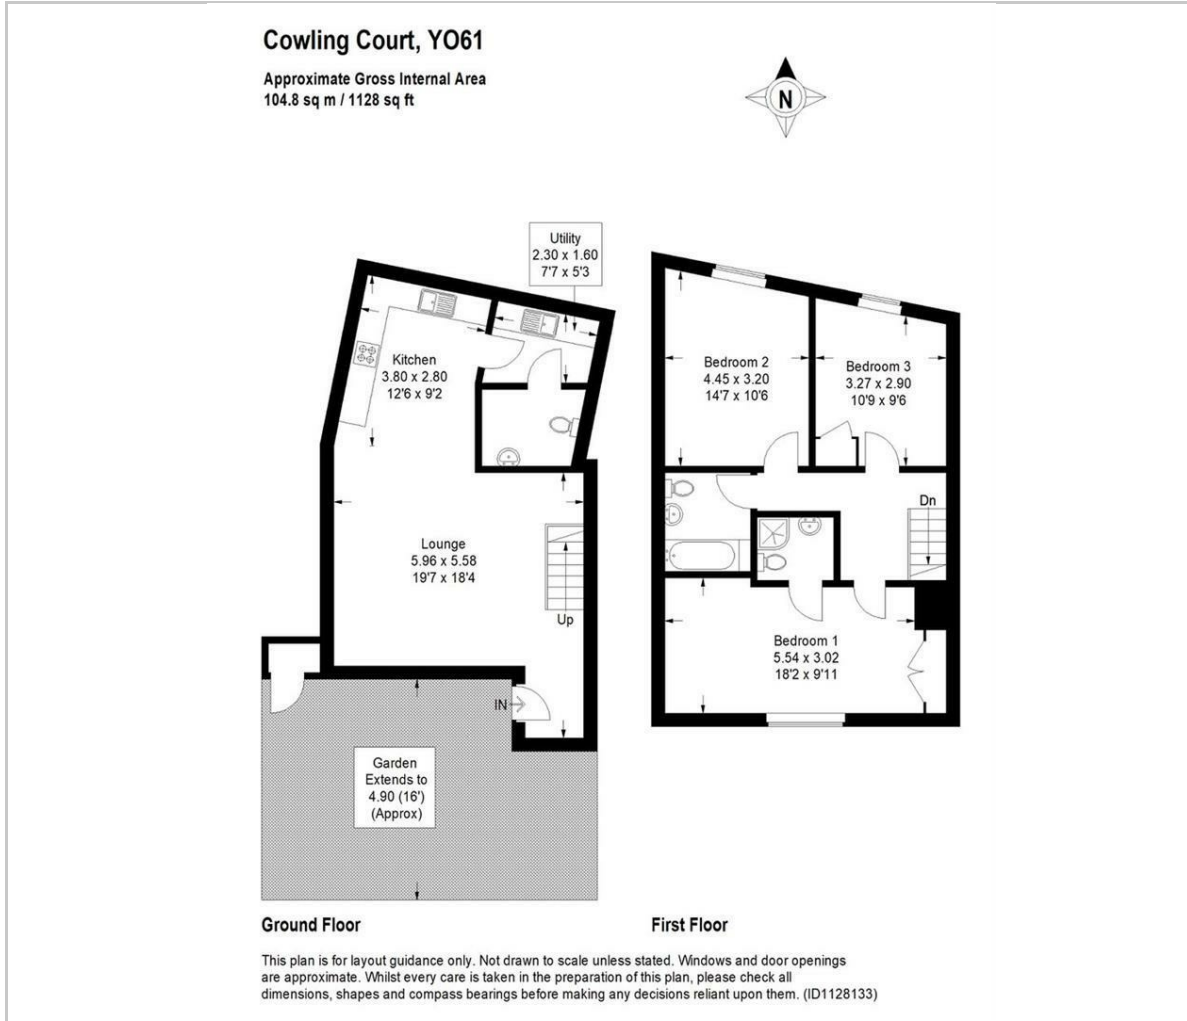 Cowling Court, YO61
Approximate Gross Internal Area
104.8 sq m / 1128 sq ft
N
Utility
2.30 x 1.60
7'7 x 5'3
Kitchen
3.80 x 2.80
12'6 x 9'2
Lounge
5.96 x 5.58
19'7 x 18'4
Up
IN
Garden
Extends to
4.90 (16')
(Approx)
Bedroom 2
4.45 x 3.20
14'7 x 10'6
Bedroom 3
3.27 x 2.90
10'9 x 9'6
Dn
Bedroom 1
5.54 x 3.02
18'2 x 9'11
Ground Floor
First Floor
This plan is for layout guidance only. Not drawn to scale unless stated. Windows and door openings
are approximate. Whilst every care is taken in the preparation of this plan, please check all
dimensions, shapes and compass bearings before making any decisions reliant upon them. (ID1128133)